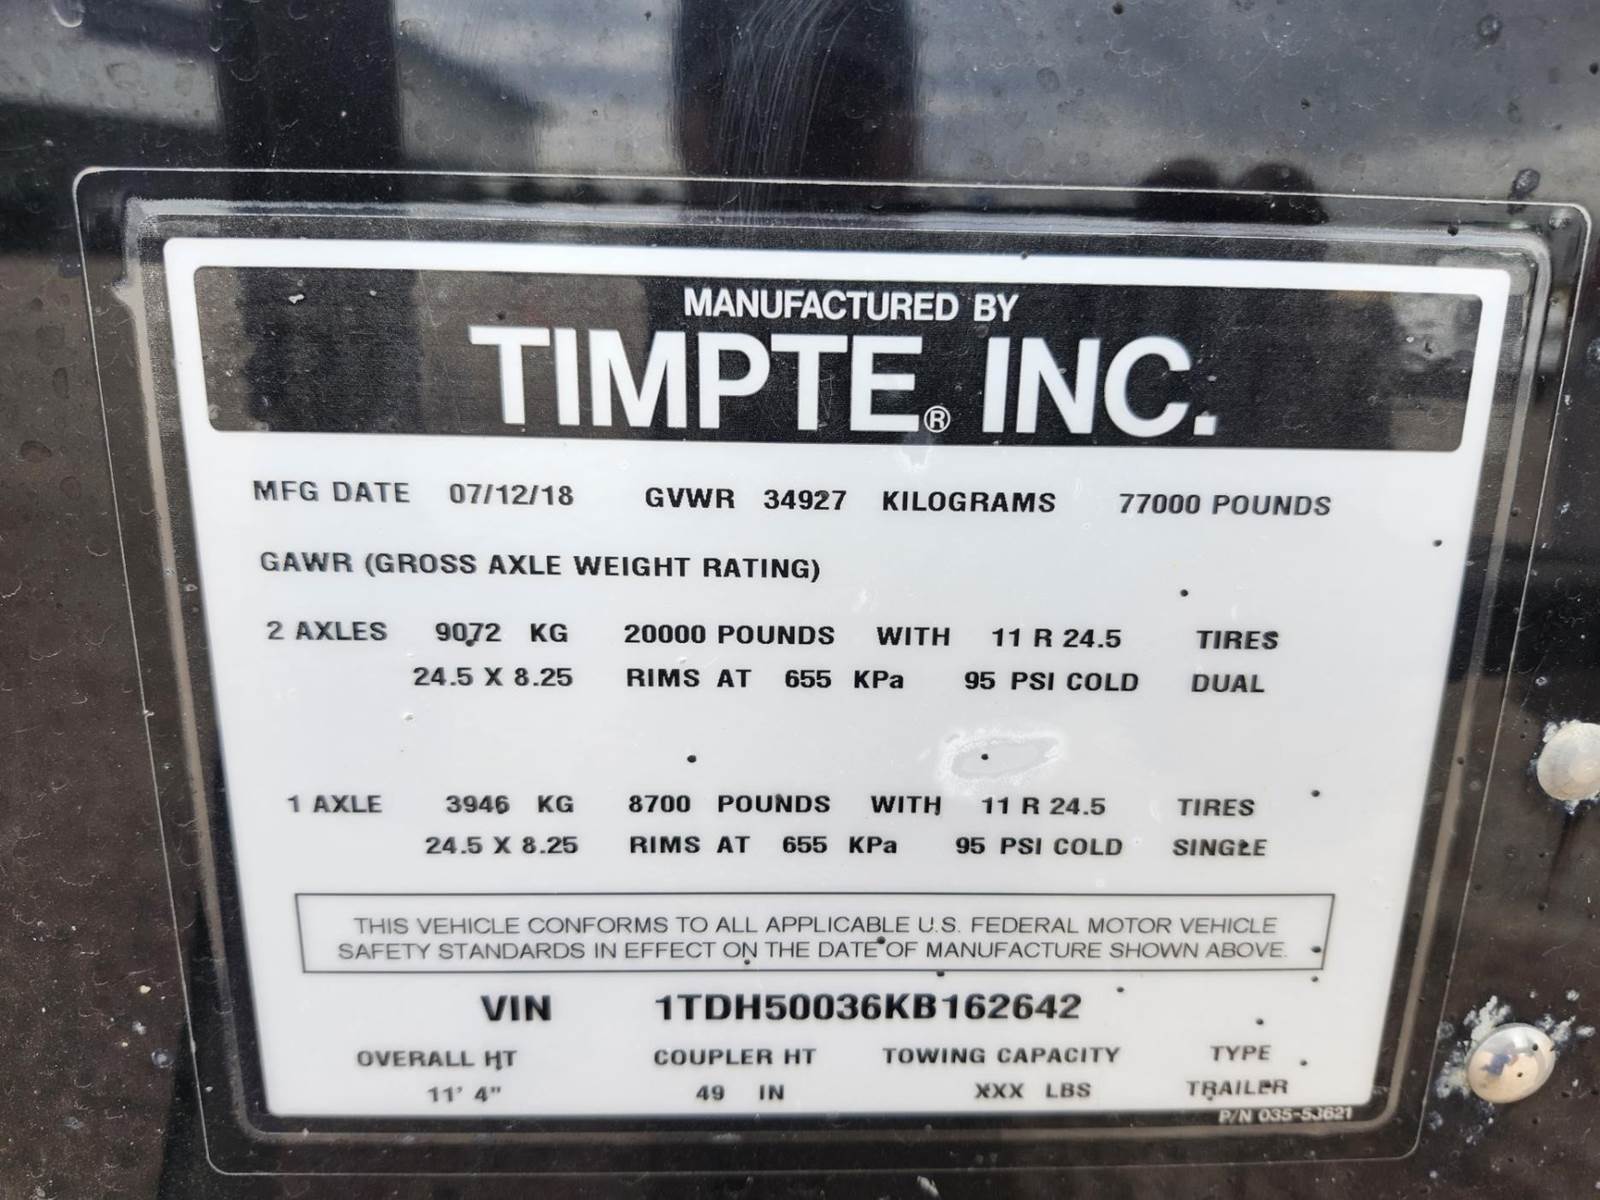 MANUFACTURED BY
TIMPTE® INC.
MFG DATE 07/12/18 GVWR 34927 KILOGRAMS 77000 POUNDS
GAWR (GROSS AXLE WEIGHT RATING)
2 AXLES 9072 KG 20000 POUNDS WITH 11 R 24.5 TIRES
24.5 X 8.25 RIMS AT 655 KPa 95 PSI COLD DUAL
1 AXLE 3946 KG 8700 POUNDS WITH 11 R 24.5 TIRES
24.5 X 8.25 RIMS AT 655 KPa 95 PSI COLD SINGLE
THIS VEHICLE CONFORMS TO ALL APPLICABLE U.S. FEDERAL MOTOR VEHICLE
SAFETY STANDARDS IN EFFECT ON THE DATE OF MANUFACTURE SHOWN ABOVE.
VIN 1TDH50036KB162642
OVERALL HT COUPLER HT TOWING CAPACITY TYPE
11' 4" 49 IN XXX LBS TRAILER
P/N 035-53621